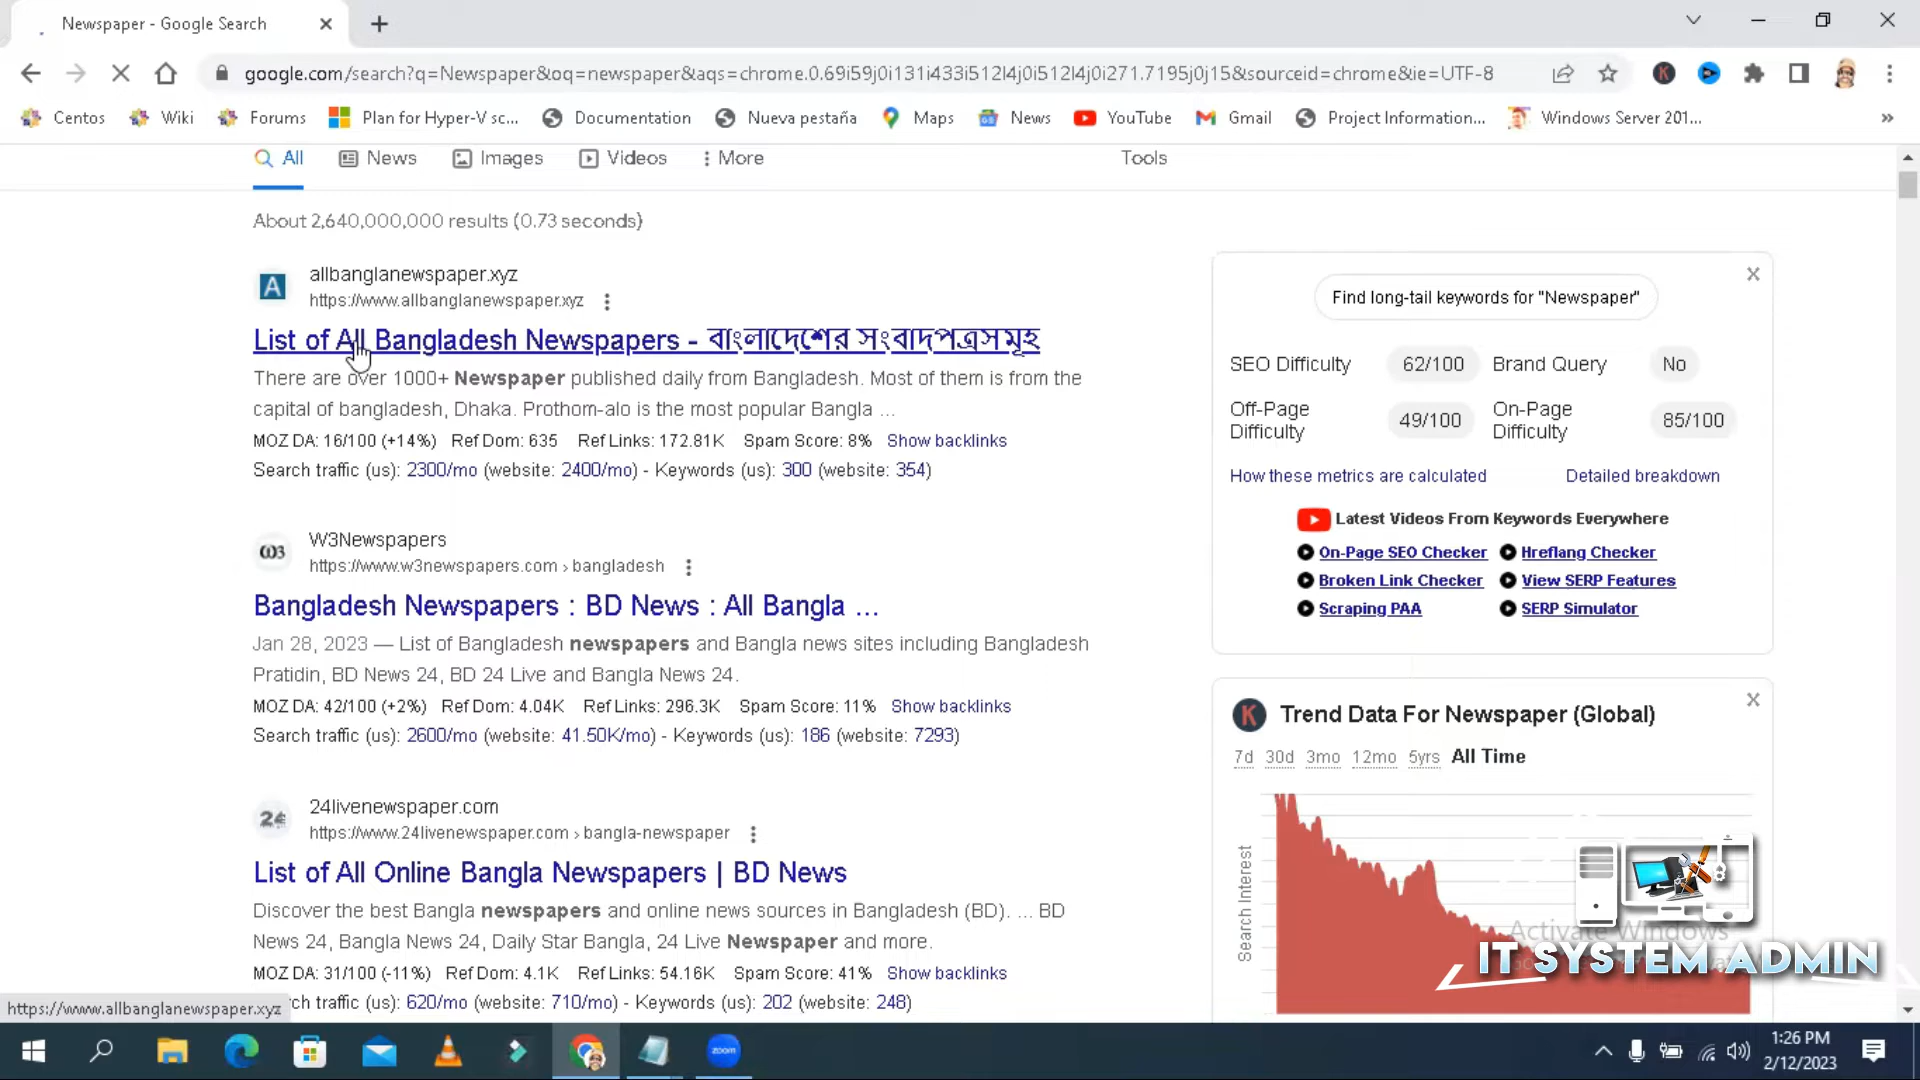 Newspaper - Google Search
google.com/search?q=Newspaper&oq=newspaper&aqs=chrome.0.69i59j0i131i433i512l4j0i512l4j0i271.7195j0j15&sourceid=chrome&ie=UTF-8
Centos Wiki Forums Plan for Hyper-V sc... Documentation Nueva pestaña Maps News YouTube Gmail Project Information... Windows Server 201...
All News Images Videos More Tools
About 2,640,000,000 results (0.73 seconds)
allbanglanewspaper.xyz
https://www.allbanglanewspaper.xyz
List of All Bangladesh Newspapers - বাংলাদেশের সংবাদপত্রসমূহ
There are over 1000+ Newspaper published daily from Bangladesh. Most of them is from the
capital of bangladesh, Dhaka. Prothom-alo is the most popular Bangla ...
MOZ DA: 16/100 (+14%) Ref Dom: 635 Ref Links: 172.81K Spam Score: 8% Show backlinks
Search traffic (us): 2300/mo (website: 2400/mo) - Keywords (us): 300 (website: 354)
W3Newspapers
https://www.w3newspapers.com › bangladesh
Bangladesh Newspapers : BD News : All Bangla ...
Jan 28, 2023 — List of Bangladesh newspapers and Bangla news sites including Bangladesh
Pratidin, BD News 24, BD 24 Live and Bangla News 24.
MOZ DA: 42/100 (+2%) Ref Dom: 4.04K Ref Links: 296.3K Spam Score: 11% Show backlinks
Search traffic (us): 2600/mo (website: 41.50K/mo) - Keywords (us): 186 (website: 7293)
24livenewspaper.com
https://www.24livenewspaper.com › bangla-newspaper
List of All Online Bangla Newspapers | BD News
Discover the best Bangla newspapers and online news sources in Bangladesh (BD). ... BD
News 24, Bangla News 24, Daily Star Bangla, 24 Live Newspaper and more.
MOZ DA: 31/100 (-11%) Ref Dom: 4.1K Ref Links: 54.16K Spam Score: 41% Show backlinks
ch traffic (us): 620/mo (website: 710/mo) - Keywords (us): 202 (website: 248)
https://www.allbanglanewspaper.xyz
Find long-tail keywords for "Newspaper"
SEO Difficulty 62/100 Brand Query No
Off-Page Difficulty 49/100 On-Page Difficulty 85/100
How these metrics are calculated Detailed breakdown
Latest Videos From Keywords Everywhere
On-Page SEO Checker Hreflang Checker
Broken Link Checker View SERP Features
Scraping PAA SERP Simulator
Trend Data For Newspaper (Global)
7d 30d 3mo 12mo 5yrs All Time
Search Interest
Activate Windows
IT SYSTEM ADMIN
zoom
1:26 PM
2/12/2023